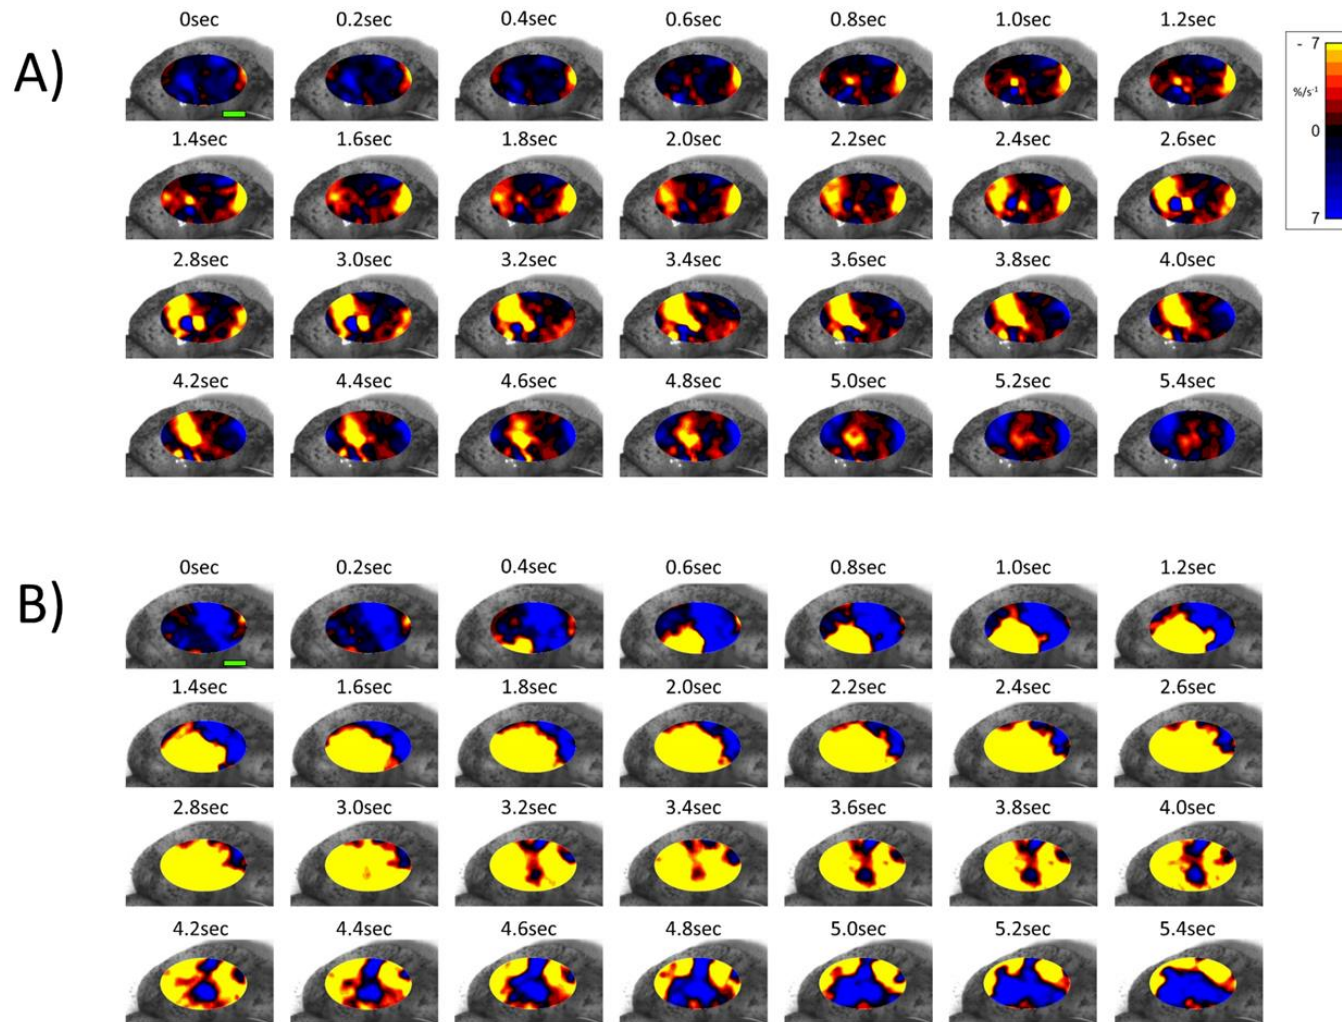 0sec 0.2sec 0.4sec 0.6sec 0.8sec 1.0sec 1.2sec
A)
- 7
%/s⁻¹
0
7
1.4sec 1.6sec 1.8sec 2.0sec 2.2sec 2.4sec 2.6sec
2.8sec 3.0sec 3.2sec 3.4sec 3.6sec 3.8sec 4.0sec
4.2sec 4.4sec 4.6sec 4.8sec 5.0sec 5.2sec 5.4sec
0sec 0.2sec 0.4sec 0.6sec 0.8sec 1.0sec 1.2sec
B)
1.4sec 1.6sec 1.8sec 2.0sec 2.2sec 2.4sec 2.6sec
2.8sec 3.0sec 3.2sec 3.4sec 3.6sec 3.8sec 4.0sec
4.2sec 4.4sec 4.6sec 4.8sec 5.0sec 5.2sec 5.4sec